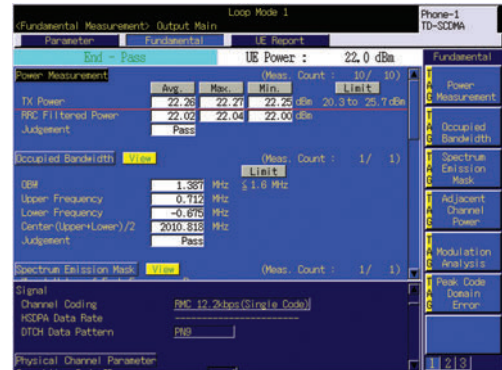 Loop Mode 1
<Fundamental Measurement> Output Main
Phone-1
TD-SCDMA
Parameter Fundamental UE Report
End - Pass UE Power : 22.0 dBm Fundamental
Power Measurement (Meas. Count : 10/ 10)
Avg. Max. Min. Limit
TX Power 22.26 22.27 22.25 dBm 20.3 to 25.7 dBm
RRC Filtered Power 22.02 22.04 22.00 dBm
Judgement Pass
Occupied Bandwidth View (Meas. Count : 1/ 1)
Limit
OBW 1.387 MHz ≦ 1.6 MHz
Upper Frequency 0.712 MHz
Lower Frequency -0.675 MHz
Center(Upper+Lower)/2 2010.818 MHz
Judgement Pass
Spectrum Emission Mask View (Meas. Count : 1/ 1)
Signal
Channel Coding RMC 12.2kbps(Single Code)
HSDPA Data Rate --------------------
DTCH Data Pattern PN9
Physical Channel Parameter
TAG Power Measurement
TAG Occupied Bandwidth
TAG Spectrum Emission Mask
TAG Adjacent Channel Power
TAG Modulation Analysis
TAG Peak Code Domain Error
1 2 3